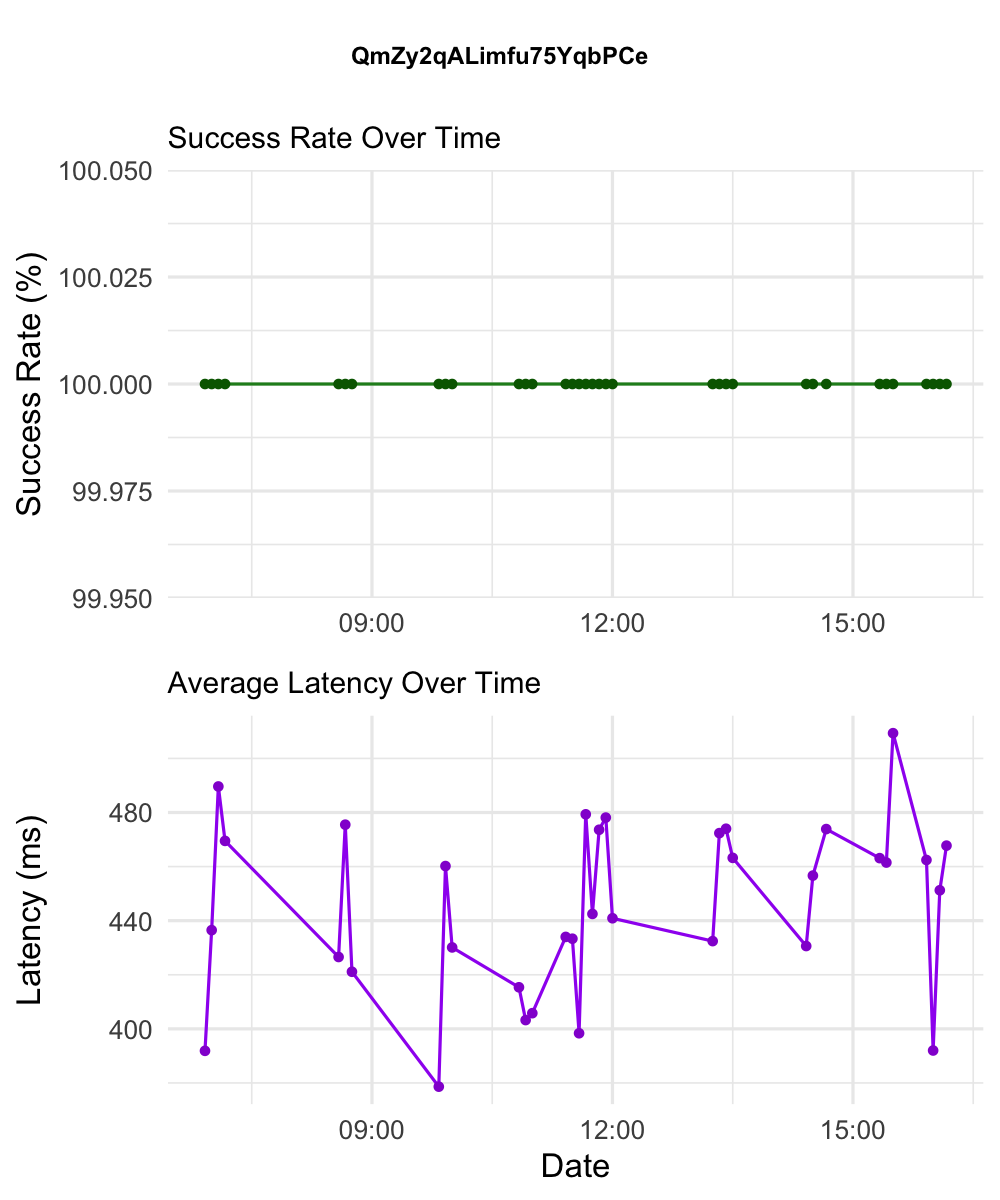 QmZy2qALimfu75YqbPCe
Success Rate Over Time
100.050
100.025
100.000
99.975
99.950
Success Rate (%)
09:00 12:00 15:00
Average Latency Over Time
480
440
400
Latency (ms)
09:00 12:00 15:00
Date